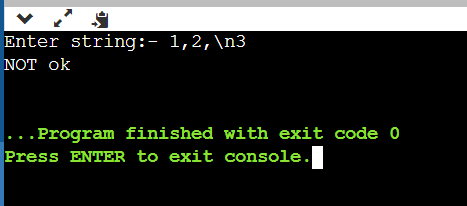 Enter string:- 1,2,\n3
NOT ok
...Program finished with exit code 0
Press ENTER to exit console.